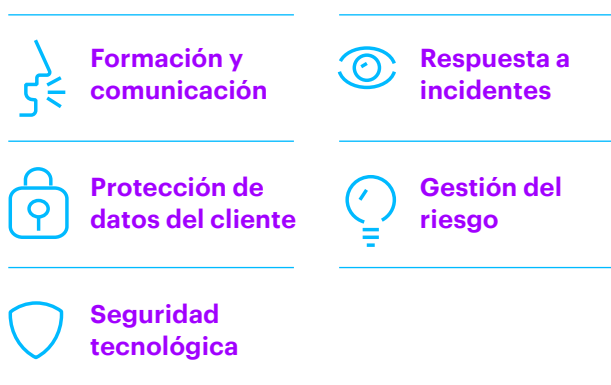 Formación y
comunicación
Respuesta a
incidentes
Protección de
datos del cliente
Gestión del
riesgo
Seguridad
tecnológica